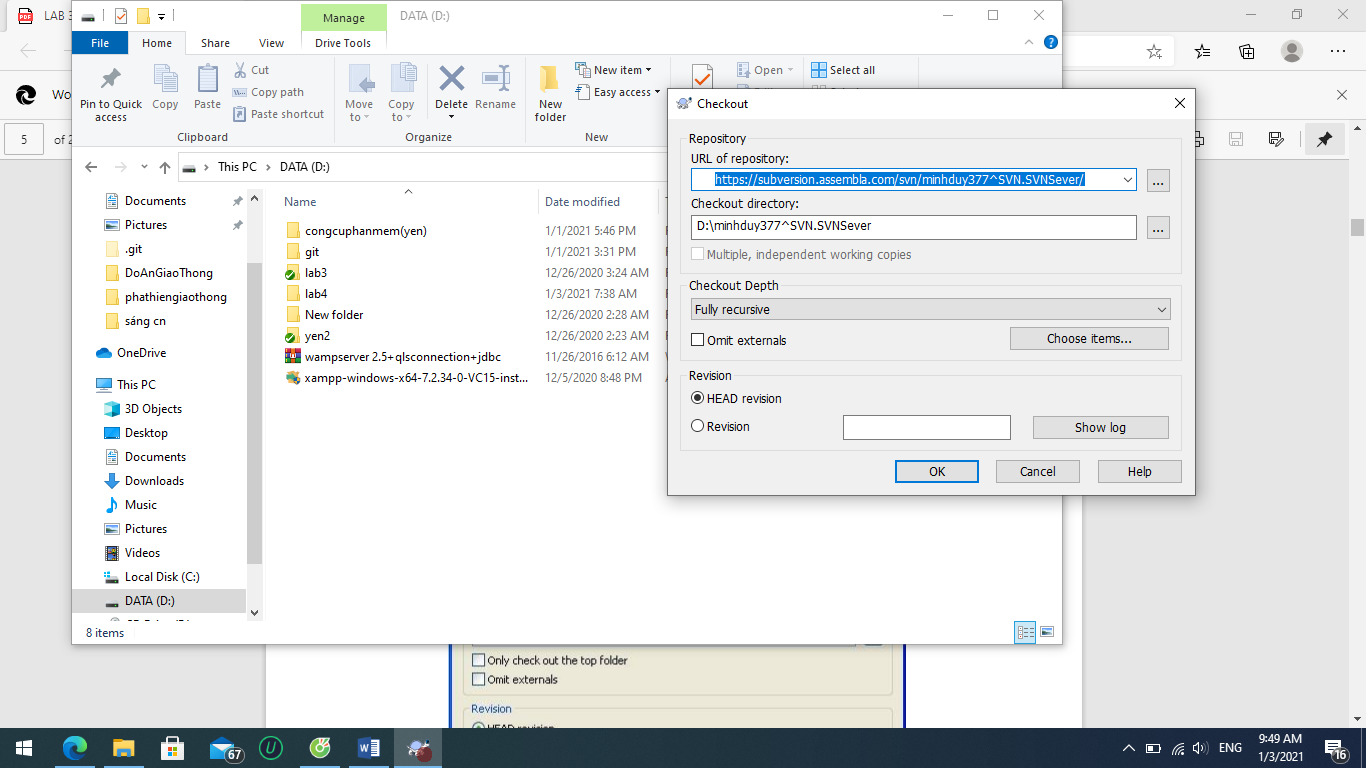 LAB 3
Manage
DATA (D:)
File
Home
Share
View
Drive Tools
Pin to Quick access
Copy
Paste
Cut
Copy path
Paste shortcut
Clipboard
Move to
Copy to
Delete
Rename
Organize
New folder
New item
Easy access
New
Open
Select all
Wo
5
of 2
This PC
DATA (D:)
Documents
Pictures
.git
DoAnGiaoThong
phathiengiaothong
sáng cn
OneDrive
This PC
3D Objects
Desktop
Documents
Downloads
Music
Pictures
Videos
Local Disk (C:)
DATA (D:)
Name
Date modified
congcuphanmem(yen)
1/1/2021 5:46 PM
git
1/1/2021 3:31 PM
lab3
12/26/2020 3:24 AM
lab4
1/3/2021 7:38 AM
New folder
12/26/2020 2:28 AM
yen2
12/26/2020 2:23 AM
wampserver 2.5+qlsconnection+jdbc
11/26/2016 6:12 AM
xampp-windows-x64-7.2.34-0-VC15-inst...
12/5/2020 8:48 PM
8 items
Checkout
Repository
URL of repository:
https://subversion.assembla.com/svn/minhduy377^SVN.SVNSever/
...
Checkout directory:
D:\minhduy377^SVN.SVNSever
...
Multiple, independent working copies
Checkout Depth
Fully recursive
Omit externals
Choose items...
Revision
HEAD revision
Revision
Show log
OK
Cancel
Help
Only check out the top folder
Omit externals
Revision
HEAD revision
67
ENG
9:49 AM
1/3/2021
16